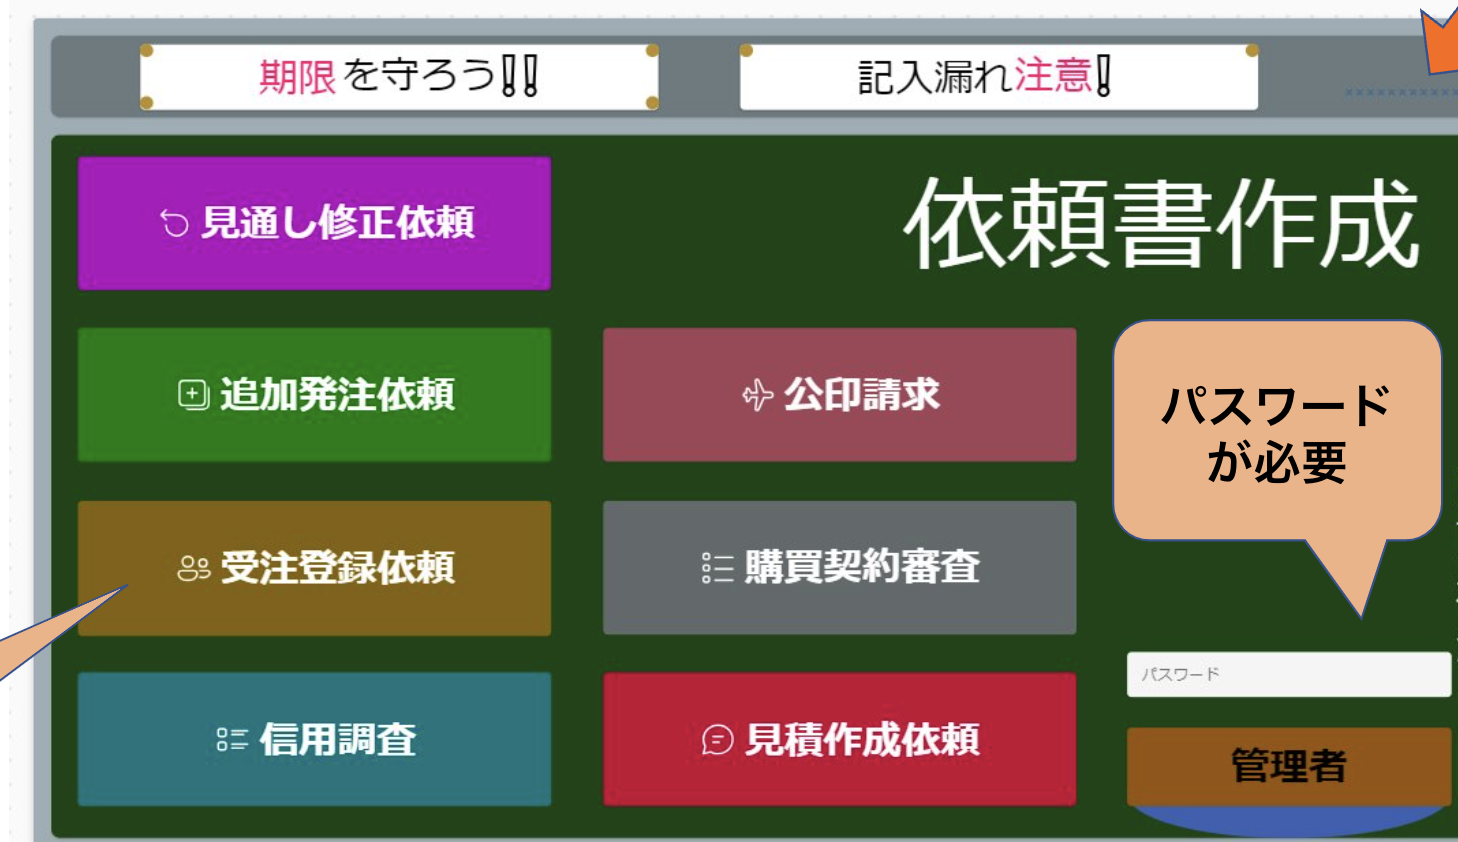 期限を守ろう!!
記入漏れ注意!
依頼書作成
見通し修正依頼
追加発注依頼
公印請求
パスワード
が必要
受注登録依頼
購買契約審査
パスワード
信用調査
見積作成依頼
管理者